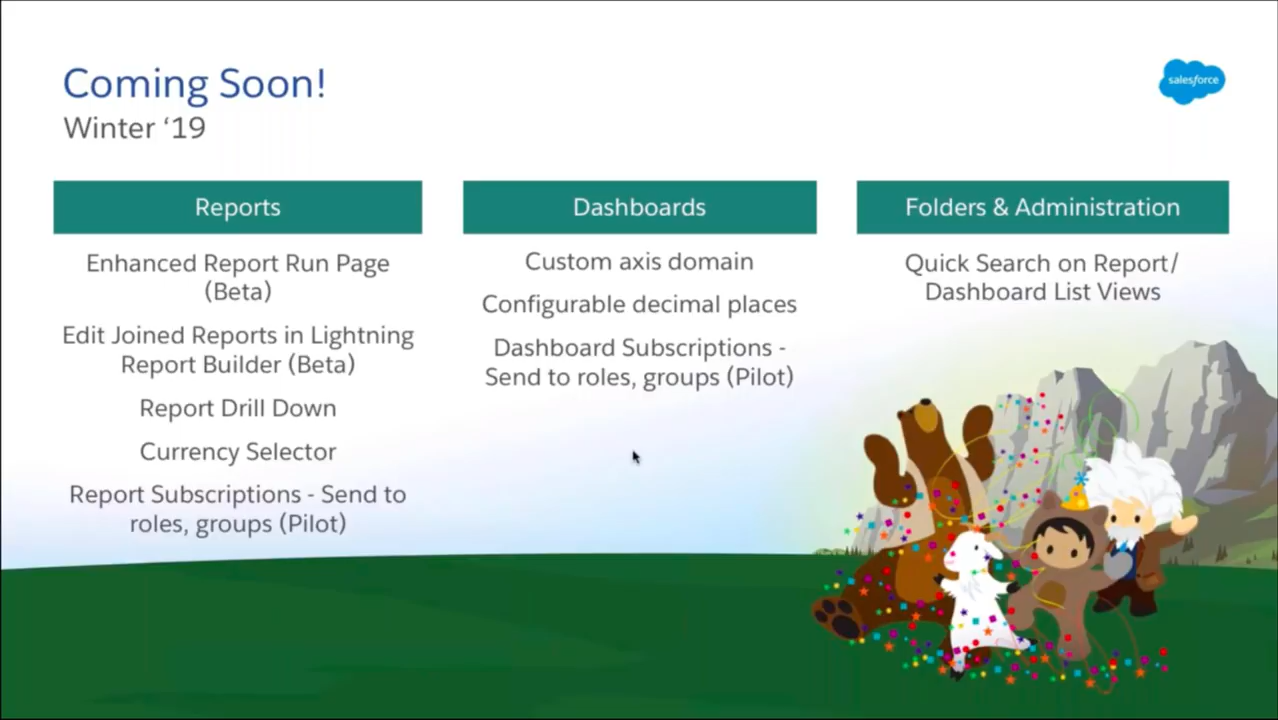 Coming Soon!
Winter ‘19
salesforce
Reports
Enhanced Report Run Page
(Beta)
Edit Joined Reports in Lightning
Report Builder (Beta)
Report Drill Down
Currency Selector
Report Subscriptions - Send to
roles, groups (Pilot)
Dashboards
Custom axis domain
Configurable decimal places
Dashboard Subscriptions -
Send to roles, groups (Pilot)
Folders & Administration
Quick Search on Report/
Dashboard List Views